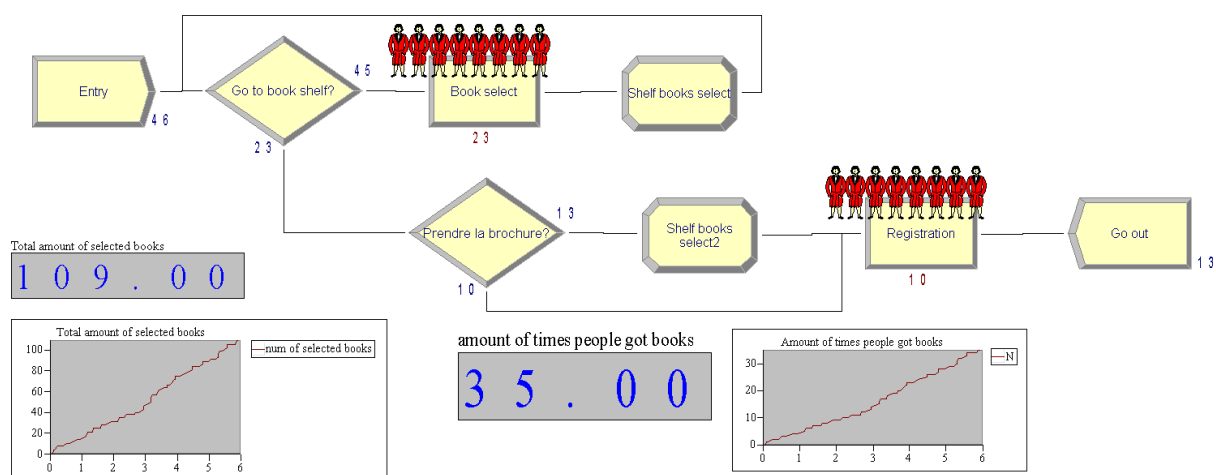 Entry
46
Go to book shelf?
45
23
Book select
23
Shelf books select
Prendre la brochure?
13
10
Shelf books
select2
Registration
10
Go out
13
Total amount of selected books
109.00
Total amount of selected books
num of selected books
100
80
60
40
20
0
0 1 2 3 4 5 6
amount of times people got books
35.00
Amount of times people got books
N
30
20
10
0
0 1 2 3 4 5 6